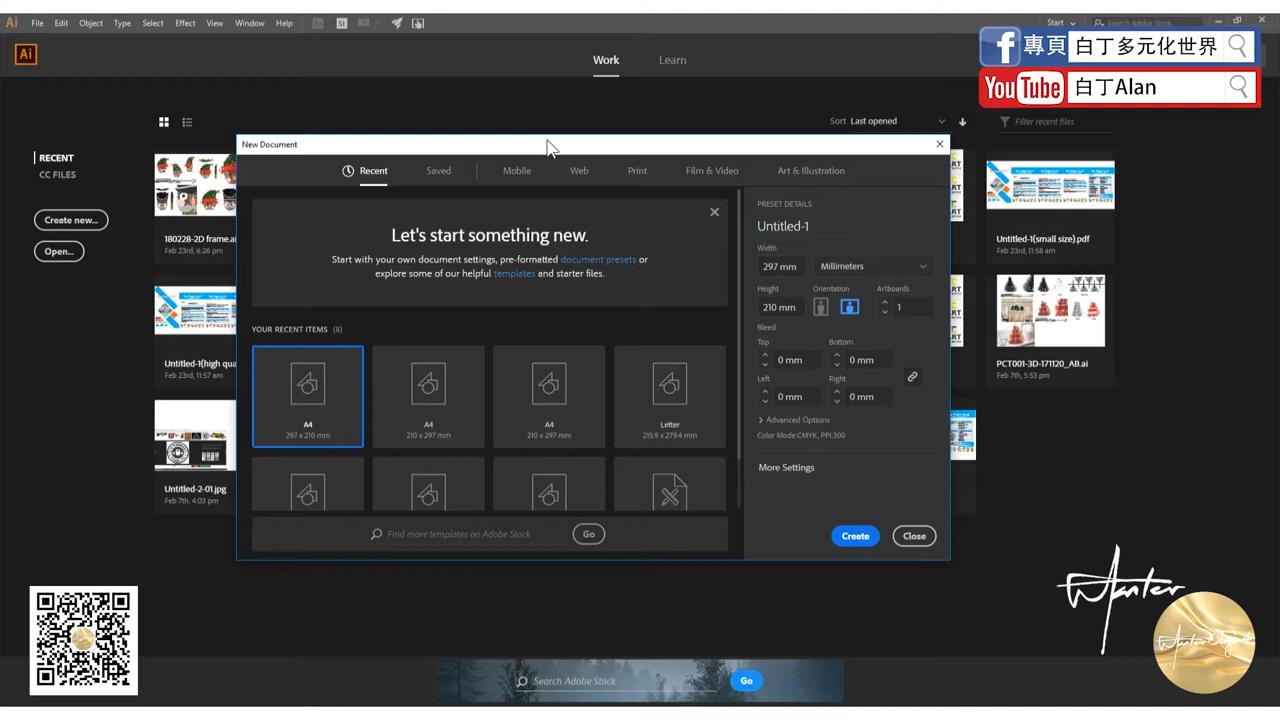 Ai File Edit Object Type Select Effect View Window Help Br St
Start
Search Adobe Stock
Ai
Work Learn
f 專頁 白丁多元化世界
YouTube 白丁Alan
Sort Last opened
Filter recent files
RECENT
CC FILES
Create new...
Open...
180228-2D frame.ai
Feb 23rd, 6:26 pm
Feb 23rd, 11:57 am
Untitled-2-01.jpg
Feb 7th, 4:03 pm
New Document
Recent Saved Mobile Web Print Film & Video Art & Illustration
Let's start something new.
Start with your own document settings, pre-formatted document presets or
explore some of our helpful templates and starter files.
YOUR RECENT ITEMS (8)
A4
297 x 210 mm
A4
210 x 297 mm
A4
210 x 297 mm
Letter
215.9 x 279.4 mm
Find more templates on Adobe Stock Go
PRESET DETAILS
Untitled-1
Width
297 mm Millimeters
Height Orientation Artboards
210 mm 1
Bleed
Top Bottom
0 mm 0 mm
Left Right
0 mm 0 mm
Advanced Options
Color Mode:CMYK, PPI:300
More Settings
Create Close
Untitled-1(small size).pdf
Feb 23rd, 11:58 am
PCT001-3D-171120_AB.ai
Feb 7th, 5:53 pm
Search Adobe Stock Go